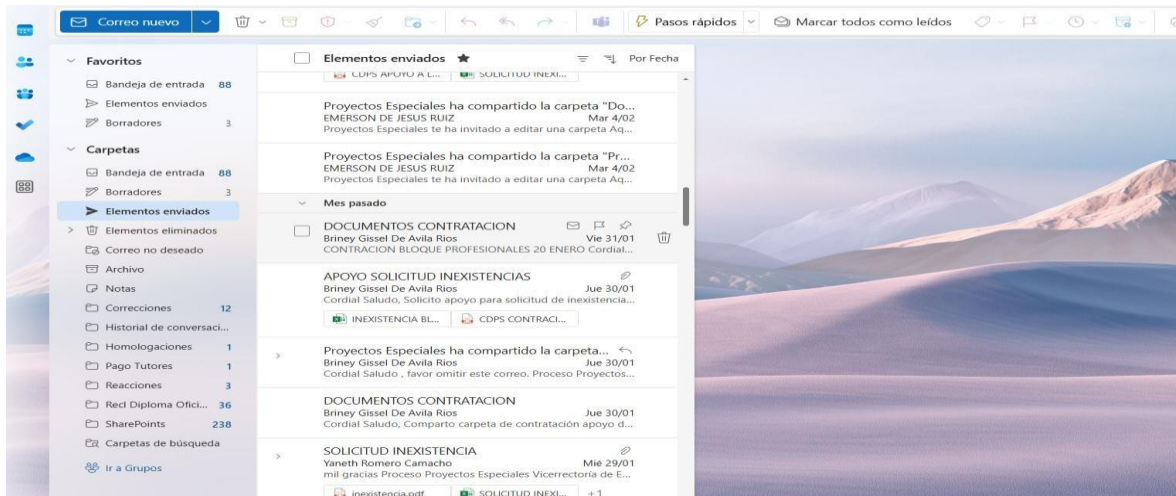 Correo nuevo
Pasos rápidos
Marcar todos como leídos
Favoritos
Bandeja de entrada 88
Elementos enviados
Borradores 3
Carpetas
Bandeja de entrada 88
Borradores 3
Elementos enviados
Elementos eliminados
Correo no deseado
Archivo
Notas
Correcciones 12
Historial de conversaci...
Homologaciones 1
Pago Tutores 1
Reacciones 3
Recl Diploma Ofici... 36
SharePoints 238
Carpetas de búsqueda
Ir a Grupos
Elementos enviados
Por Fecha
CDPS APOYO A L... SOLICITUD INEXI...
Proyectos Especiales ha compartido la carpeta "Do...
EMERSON DE JESUS RUIZ Mar 4/02
Proyectos Especiales te ha invitado a editar una carpeta Aq...
Proyectos Especiales ha compartido la carpeta "Pr...
EMERSON DE JESUS RUIZ Mar 4/02
Proyectos Especiales te ha invitado a editar una carpeta Aq...
Mes pasado
DOCUMENTOS CONTRATACION
Briney Gissel De Avila Rios Vie 31/01
CONTRACION BLOQUE PROFESIONALES 20 ENERO Cordial...
APOYO SOLICITUD INEXISTENCIAS
Briney Gissel De Avila Rios Jue 30/01
Cordial Saludo, Solicito apoyo para solicitud de inexistencia...
INEXISTENCIA BL... CDPS CONTRACI...
Proyectos Especiales ha compartido la carpeta...
Briney Gissel De Avila Rios Jue 30/01
Cordial Saludo , favor omitir este correo. Proceso Proyectos...
DOCUMENTOS CONTRATACION
Briney Gissel De Avila Rios Jue 30/01
Cordial Saludo, Comparto carpeta de contratación apoyo d...
SOLICITUD INEXISTENCIA
Yaneth Romero Camacho Mié 29/01
mil gracias Proceso Proyectos Especiales Vicerrectoría de E...
inexistencia.pdf SOLICITUD INEXI... +1